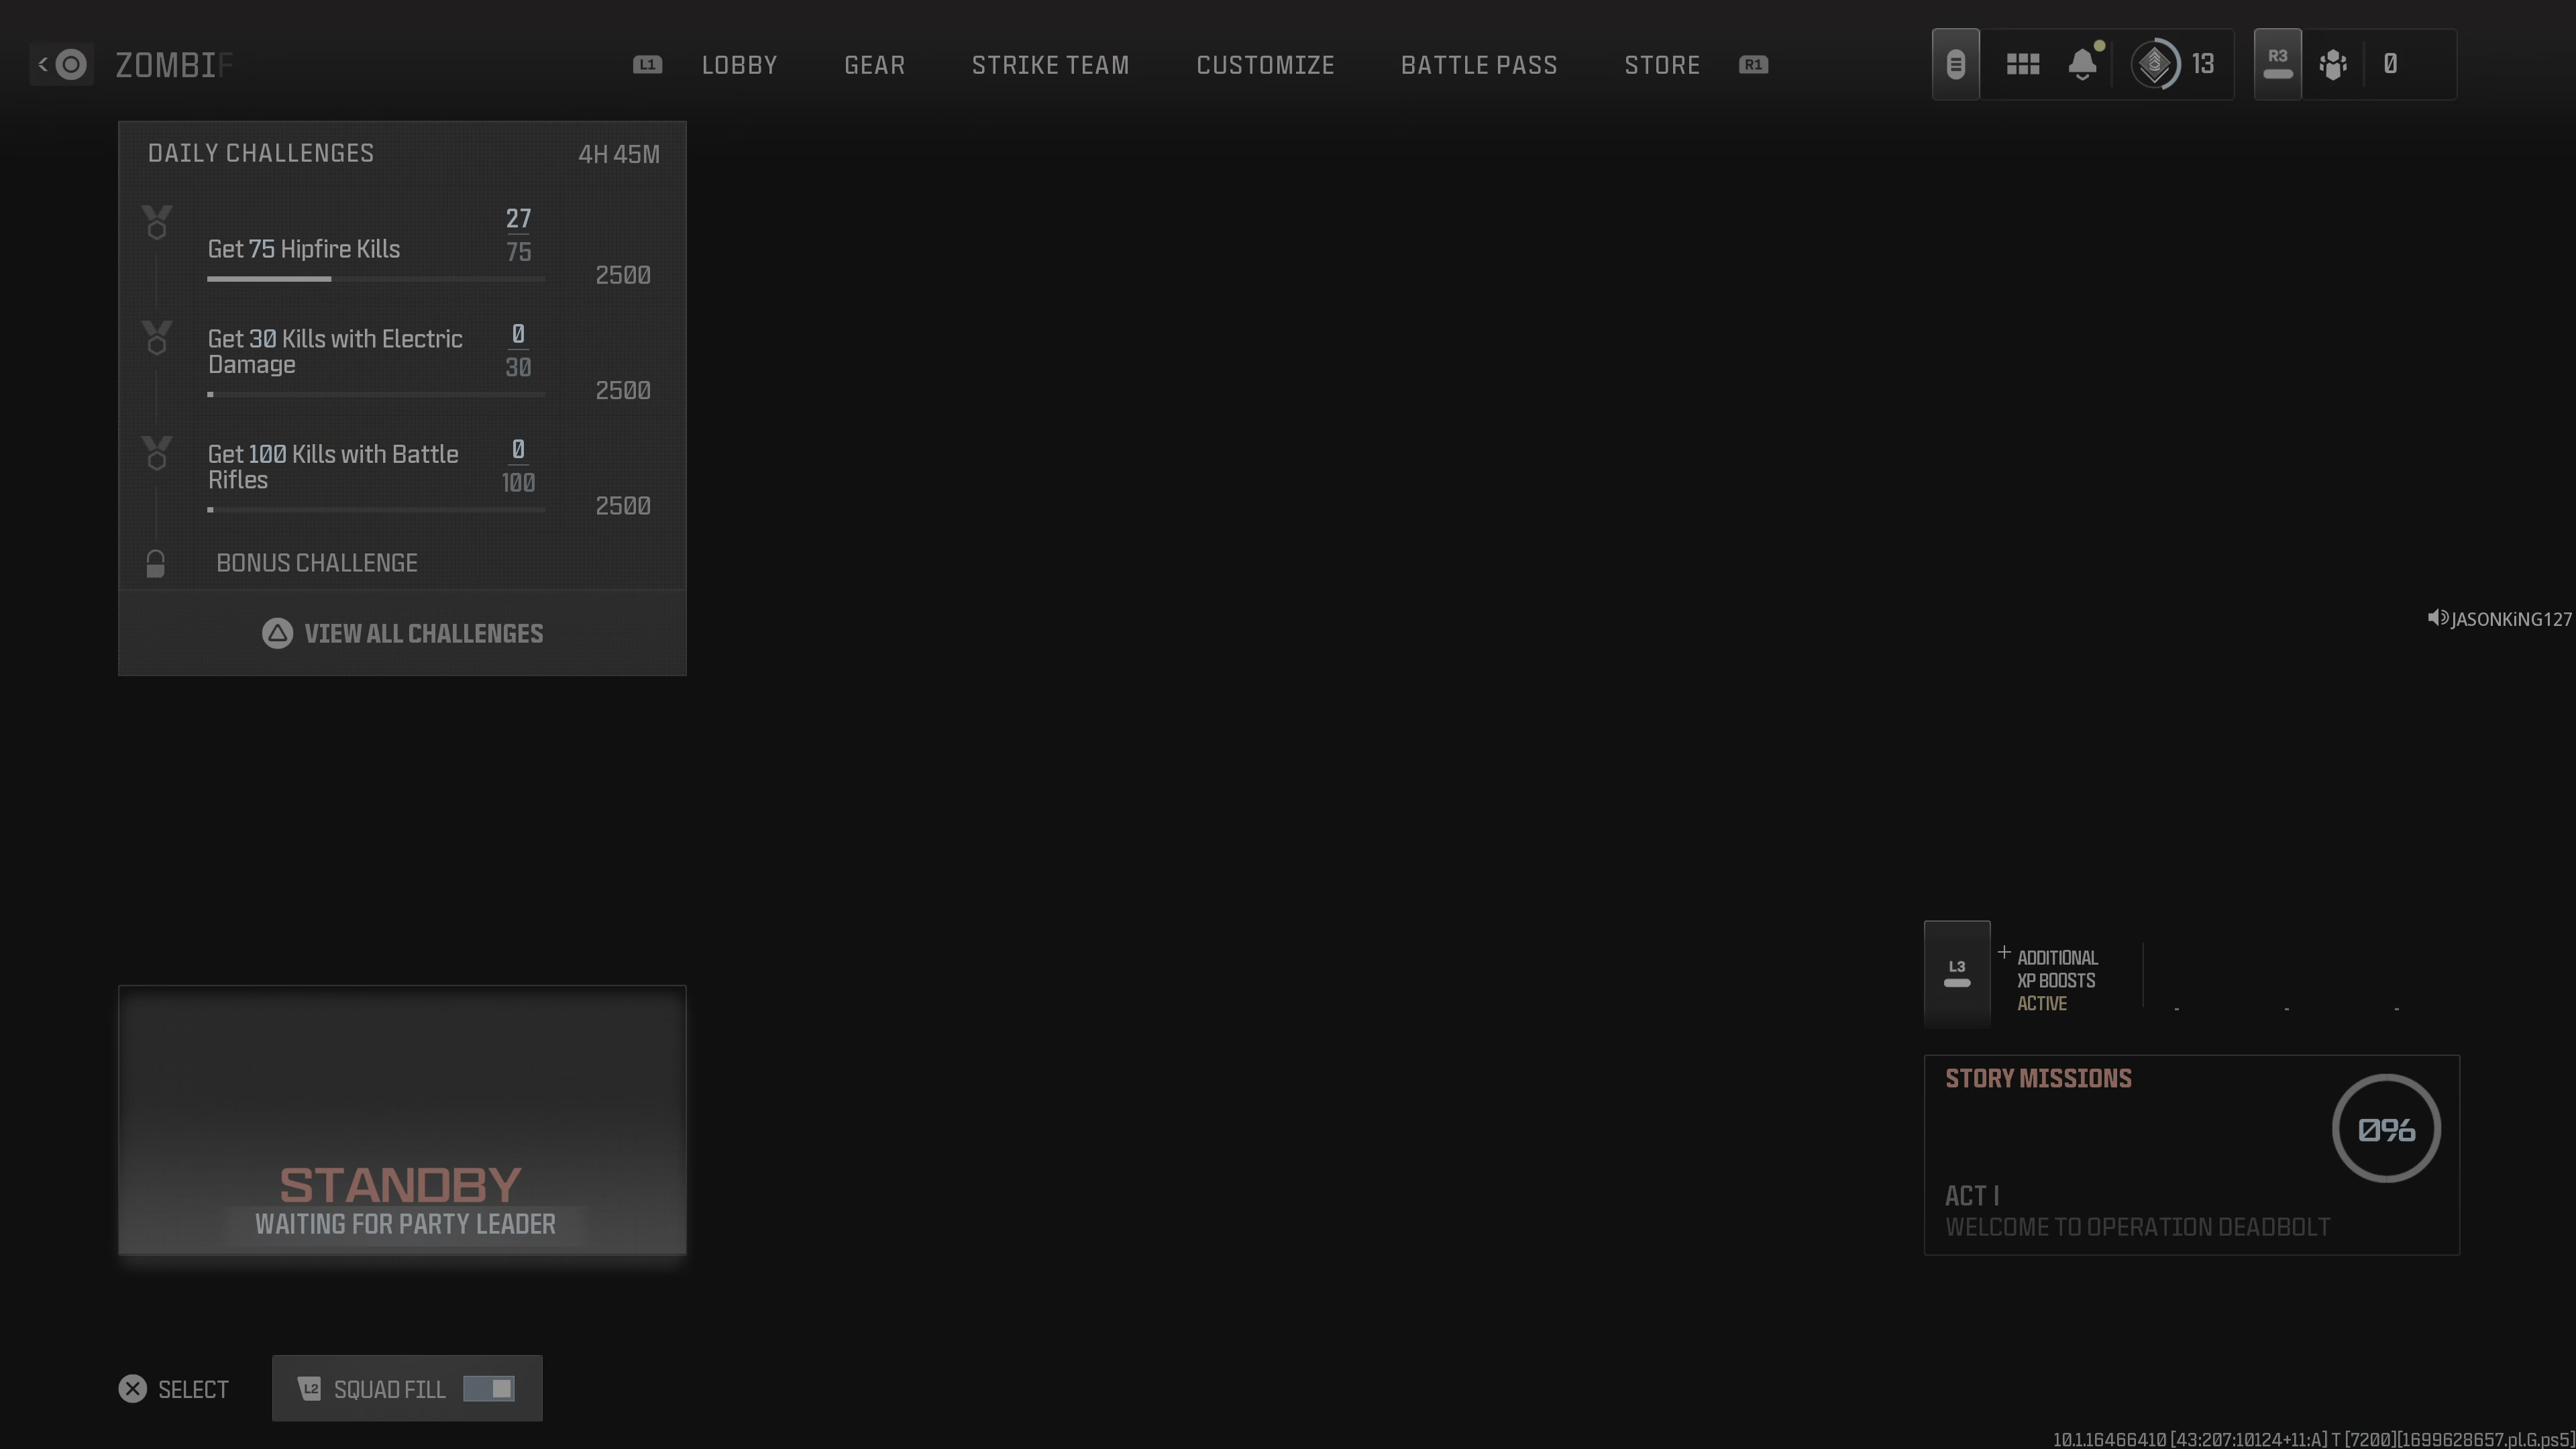 ZOMBI
L1 LOBBY GEAR STRIKE TEAM CUSTOMIZE BATTLE PASS STORE R1
13
R3
0
DAILY CHALLENGES 4H 45M
Get 75 Hipfire Kills
27
75
2500
Get 30 Kills with Electric
Damage
0
30
2500
Get 100 Kills with Battle
Rifles
0
100
2500
BONUS CHALLENGE
VIEW ALL CHALLENGES
JASONKiNG127
L3
+ ADDITIONAL
XP BOOSTS
ACTIVE
- - -
STORY MISSIONS
0%
ACT I
WELCOME TO OPERATION DEADBOLT
STANDBY
WAITING FOR PARTY LEADER
SELECT
L2 SQUAD FILL
10.1.16466410 [43:207:10124+11:A] T [7200][1699628657.pl.G.ps5]